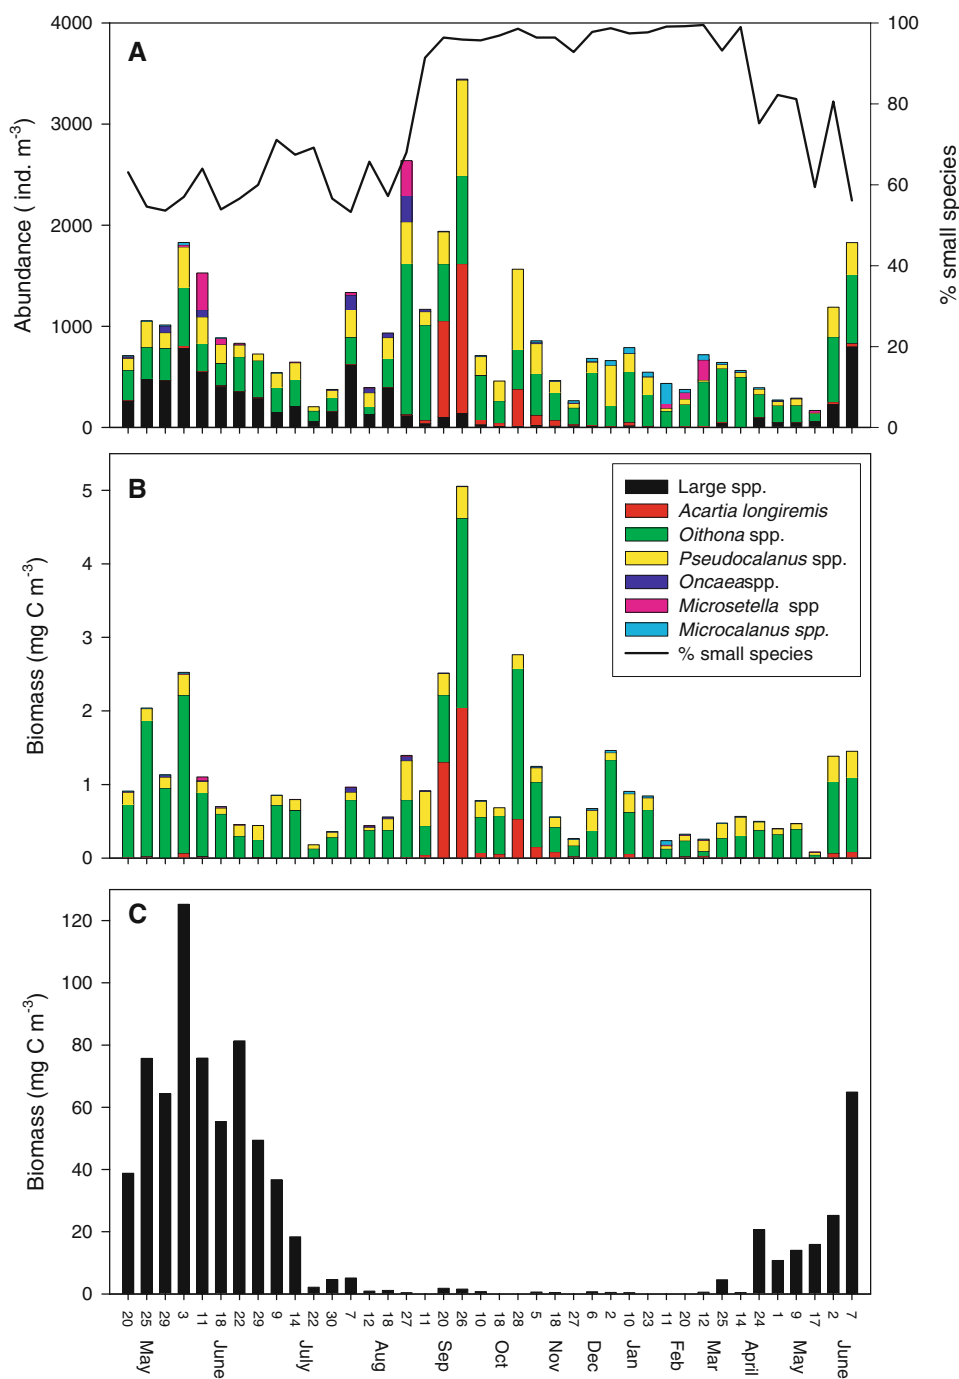 A
Abundance ( ind. m-3)
4000
3000
2000
1000
0
100
80
60
40
20
0
% small species
B
Biomass (mg C m-3)
5
4
3
2
1
0
Large spp.
Acartia longiremis
Oithona spp.
Pseudocalanus spp.
Oncaeaspp.
Microsetella spp
Microcalanus spp.
% small species
C
Biomass (mg C m-3)
120
100
80
60
40
20
0
20 25 29 3 11 18 22 29 9 14 22 30 7 12 18 27 11 20 26 10 18 28 5 18 27 6 2 10 23 11 20 12 25 14 24 1 9 17 2 7
May June July Aug Sep Oct Nov Dec Jan Feb Mar April May June